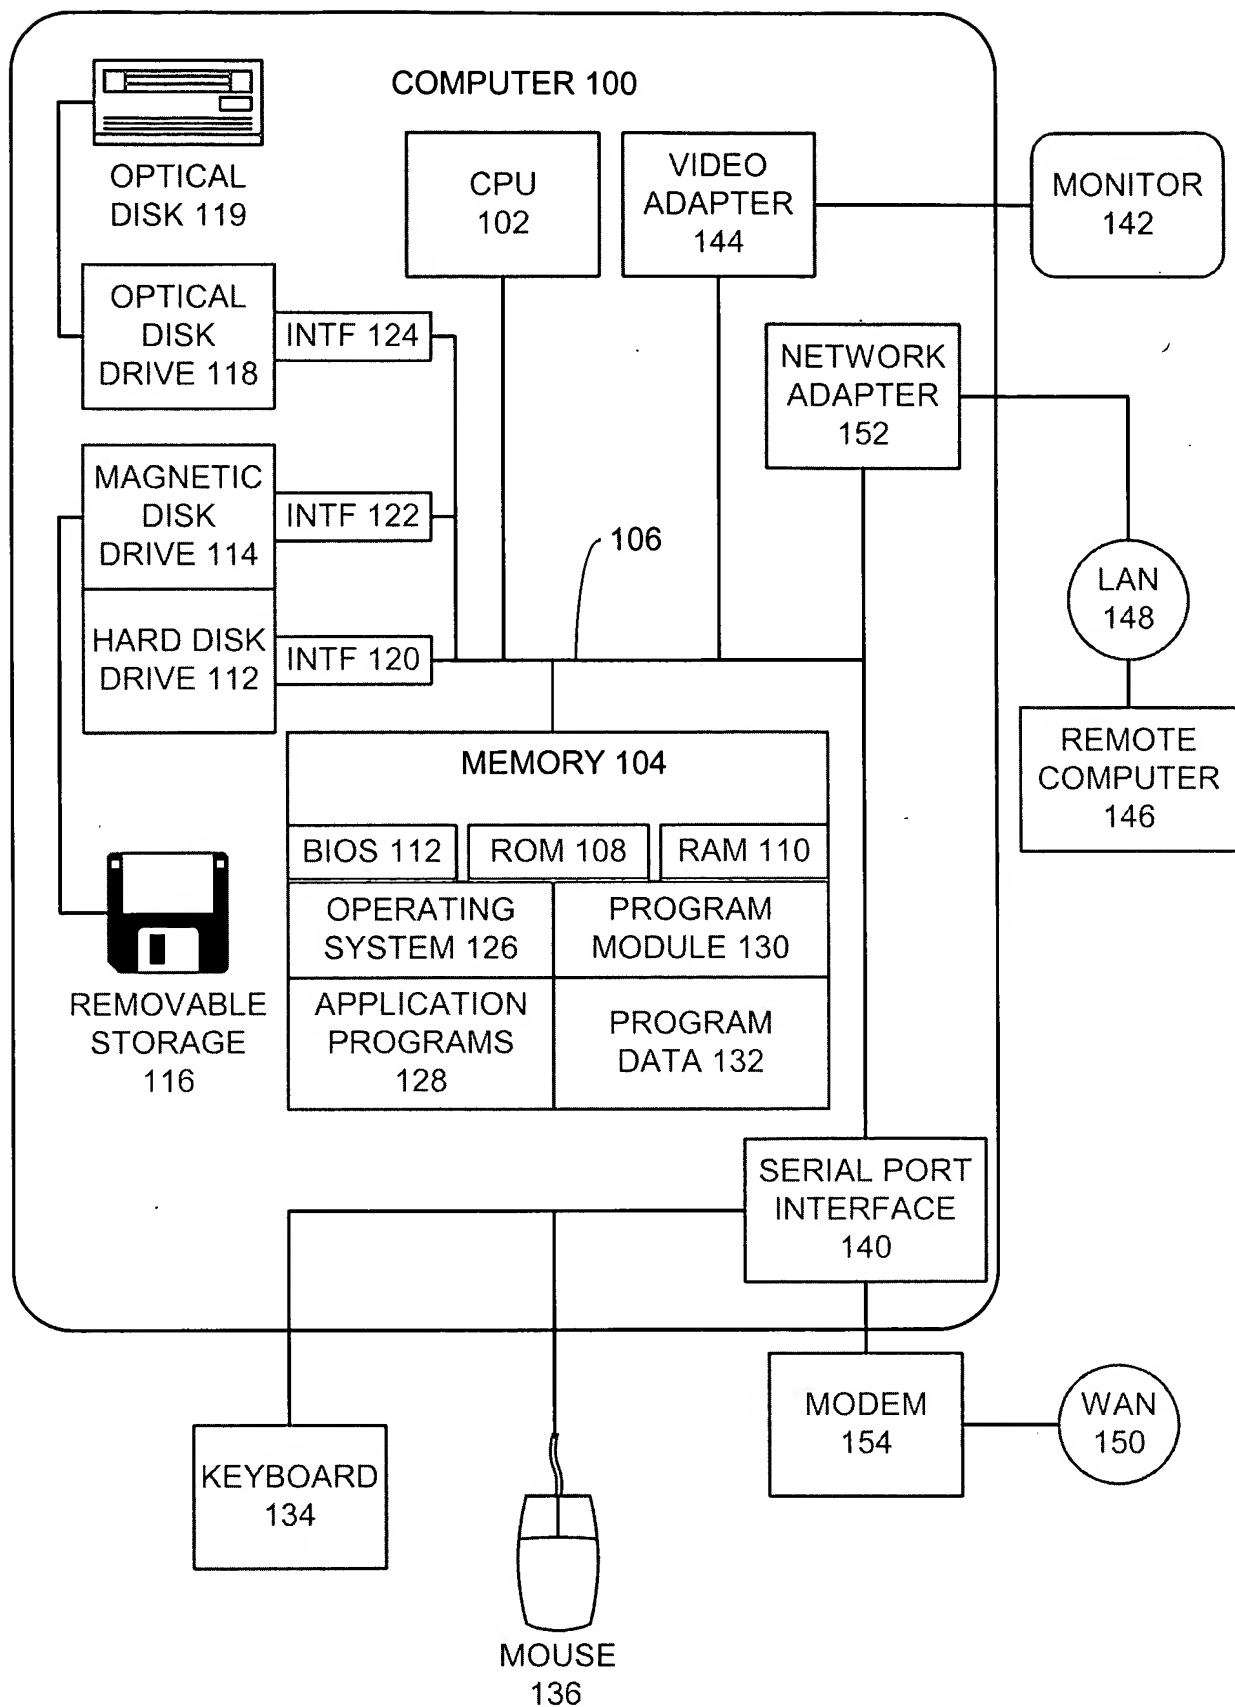 COMPUTER 100
OPTICAL
DISK 119
CPU
102
VIDEO
ADAPTER
144
MONITOR
142
OPTICAL
DISK
DRIVE 118
INTF 124
NETWORK
ADAPTER
152
MAGNETIC
DISK
DRIVE 114
INTF 122
106
LAN
148
HARD DISK
DRIVE 112
INTF 120
REMOTE
COMPUTER
146
MEMORY 104
BIOS 112
ROM 108
RAM 110
OPERATING
SYSTEM 126
PROGRAM
MODULE 130
APPLICATION
PROGRAMS
128
PROGRAM
DATA 132
REMOVABLE
STORAGE
116
SERIAL PORT
INTERFACE
140
MODEM
154
WAN
150
KEYBOARD
134
MOUSE
136